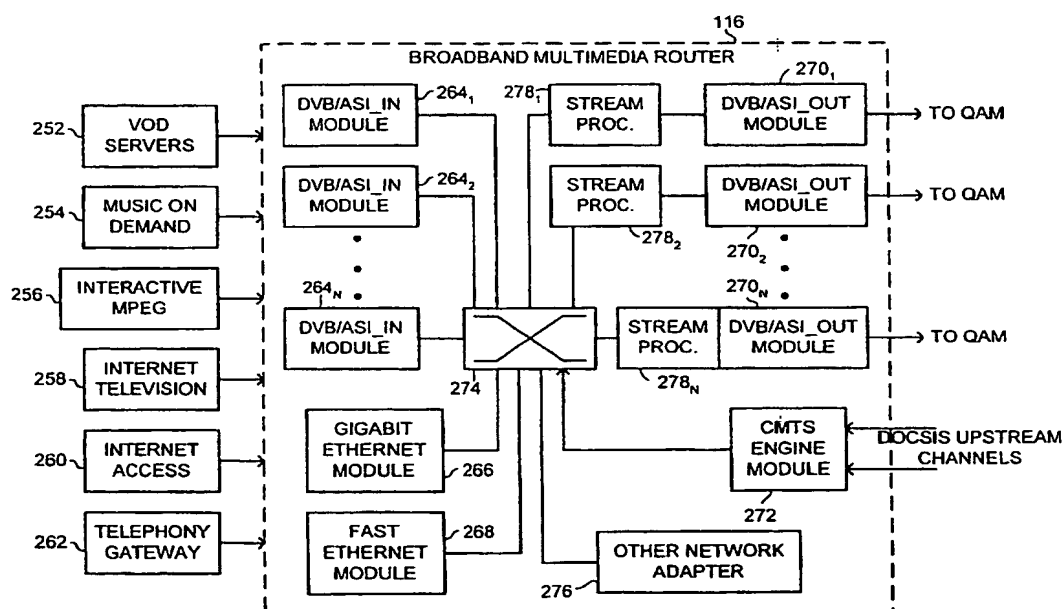 116
BROADBAND MULTIMEDIA ROUTER
252
VOD
SERVERS
254
MUSIC ON
DEMAND
256
INTERACTIVE
MPEG
258
INTERNET
TELEVISION
260
INTERNET
ACCESS
262
TELEPHONY
GATEWAY
DVB/ASI_IN
MODULE
264₁
DVB/ASI_IN
MODULE
264₂
264N
DVB/ASI_IN
MODULE
274
GIGABIT
ETHERNET
MODULE
266
FAST
ETHERNET
MODULE
268
278₁
STREAM
PROC.
270₁
DVB/ASI_OUT
MODULE
TO QAM
STREAM
PROC.
278₂
DVB/ASI_OUT
MODULE
270₂
TO QAM
270N
STREAM
PROC.
278N
DVB/ASI_OUT
MODULE
TO QAM
CMTS
ENGINE
MODULE
272
DOCSIS UPSTREAM
CHANNELS
OTHER NETWORK
ADAPTER
276